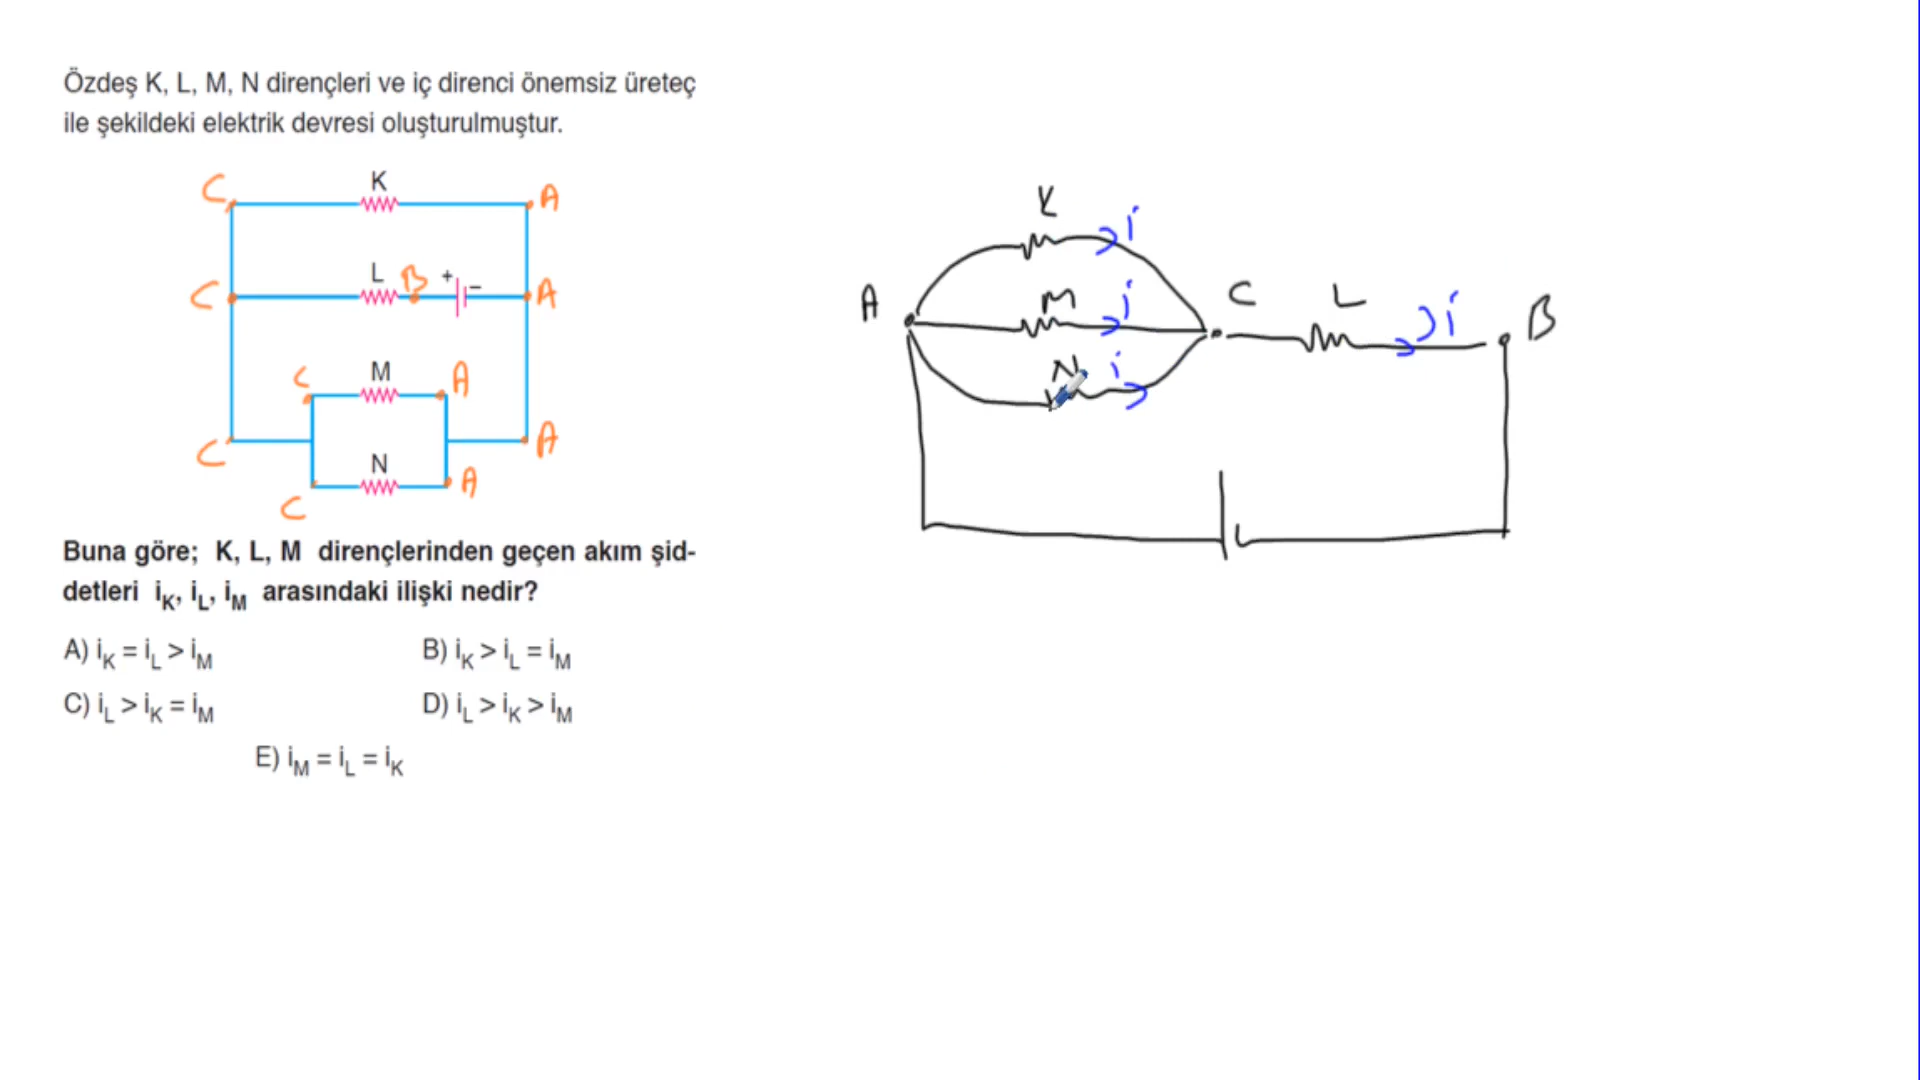 Özdeş K, L, M, N dirençleri ve iç direnci önemsiz üreteç
ile şekildeki elektrik devresi oluşturulmuştur.
C K A
C L B + - A
C M A
C A
N A
C
K i
A M i C L 3i B
N i
Buna göre; K, L, M dirençlerinden geçen akım şid-
detleri iK, iL, iM arasındaki ilişki nedir?
A) iK = iL > iM
B) iK > iL = iM
C) iL > iK = iM
D) iL > iK > iM
E) iM = iL = iK